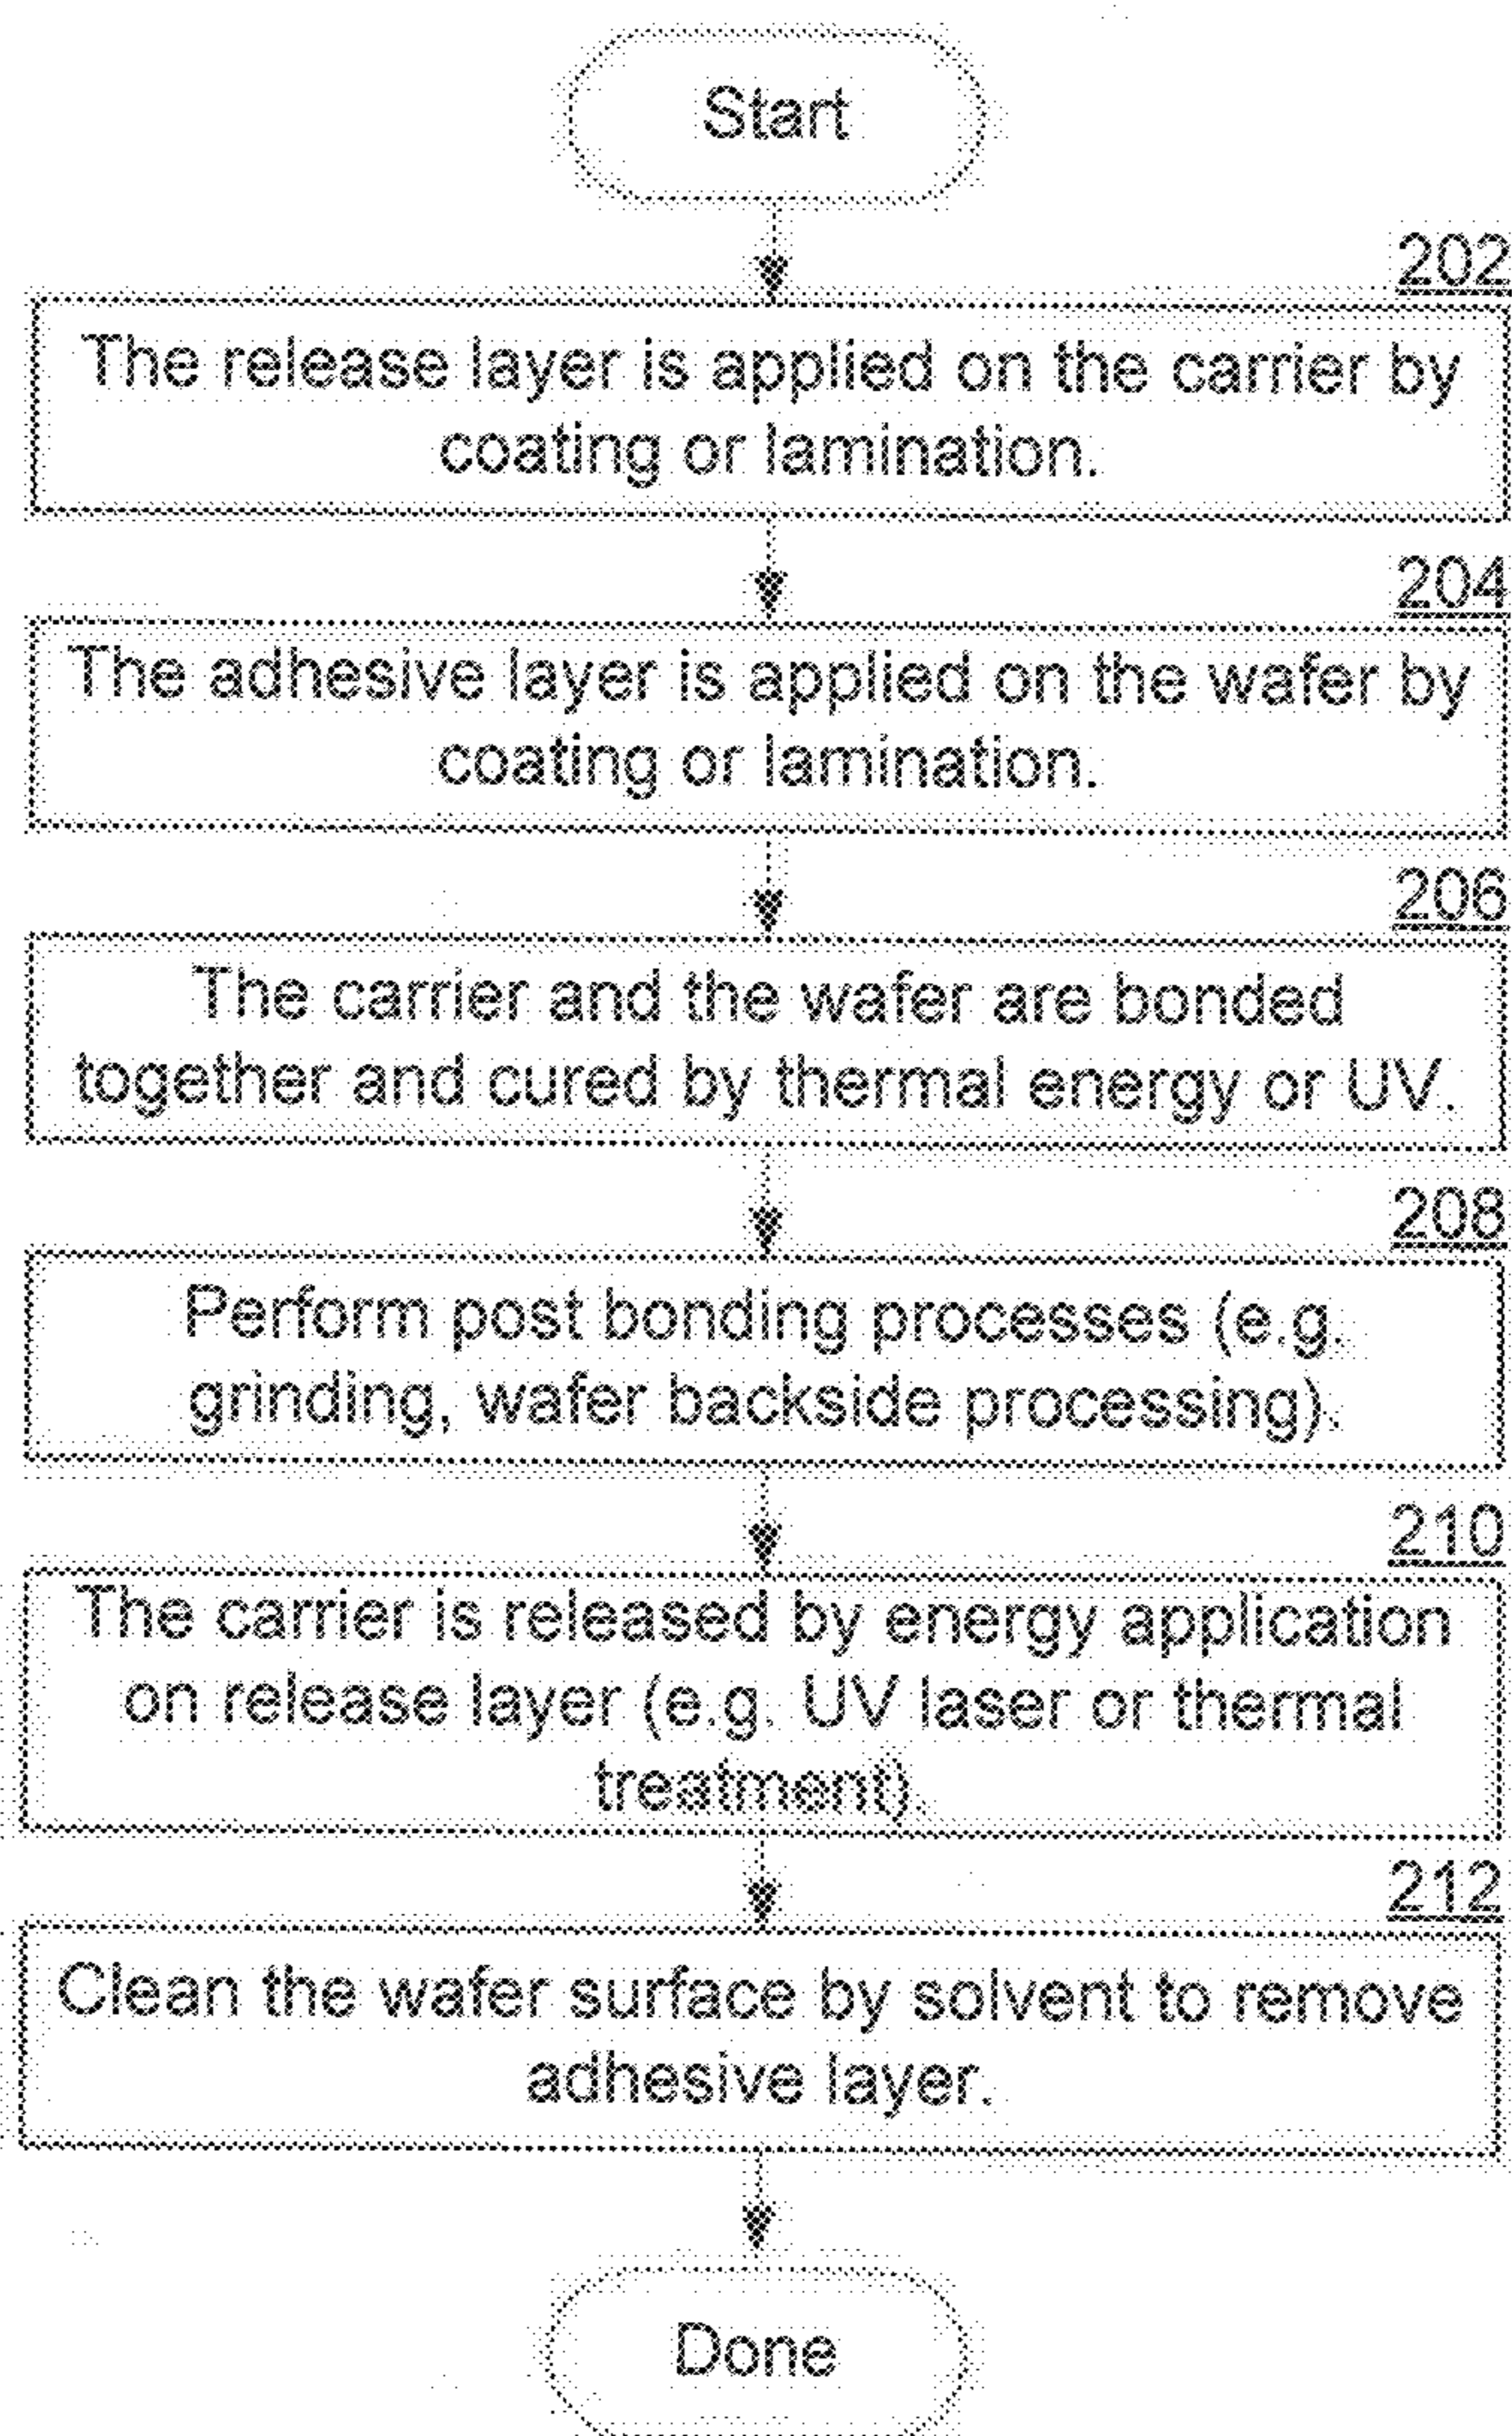 Start
202
The release layer is applied on the carrier by
coating or lamination.
204
The adhesive layer is applied on the wafer by
coating or lamination.
206
The carrier and the wafer are bonded
together and cured by thermal energy or UV.
208
Perform post bonding processes (e.g.
grinding, wafer backside processing).
210
The carrier is released by energy application
on release layer (e.g. UV laser or thermal
treatment).
212
Clean the wafer surface by solvent to remove
adhesive layer.
Done